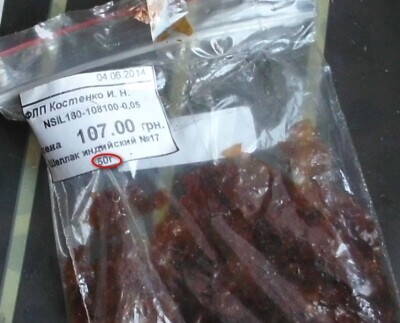 04.06.2014
ФЛП Костенко И. Н.
NSIL180-108100-0,05
Цена 107.00 грн.
Шеллак индийский №17
50г